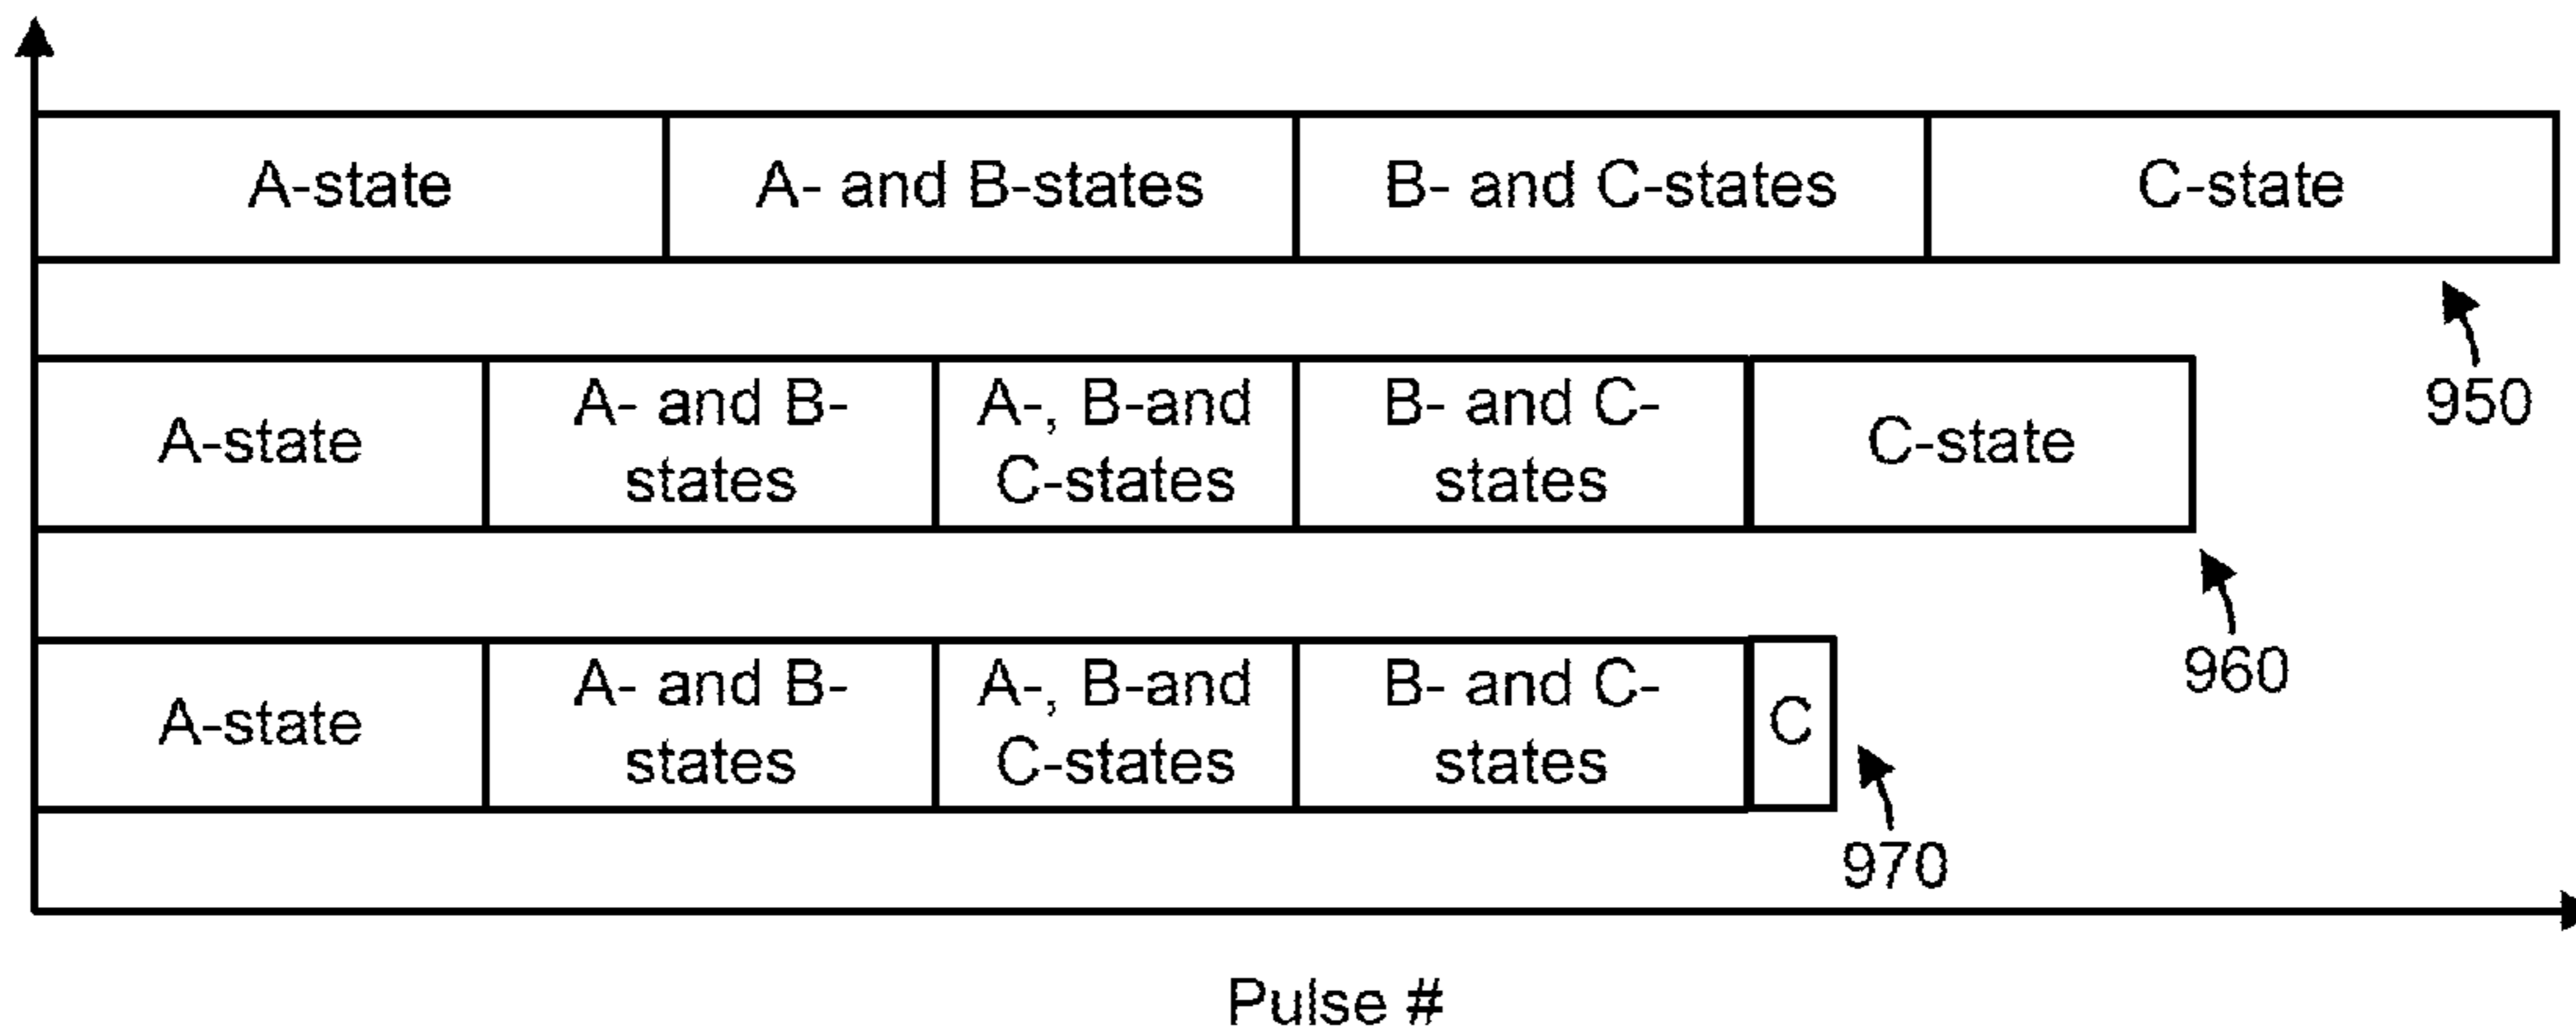 A-state
A- and B-states
B- and C-states
C-state
950
A-state
A- and B-
states
A-, B-and
C-states
B- and C-
states
C-state
960
A-state
A- and B-
states
A-, B-and
C-states
B- and C-
states
C
970
Pulse #